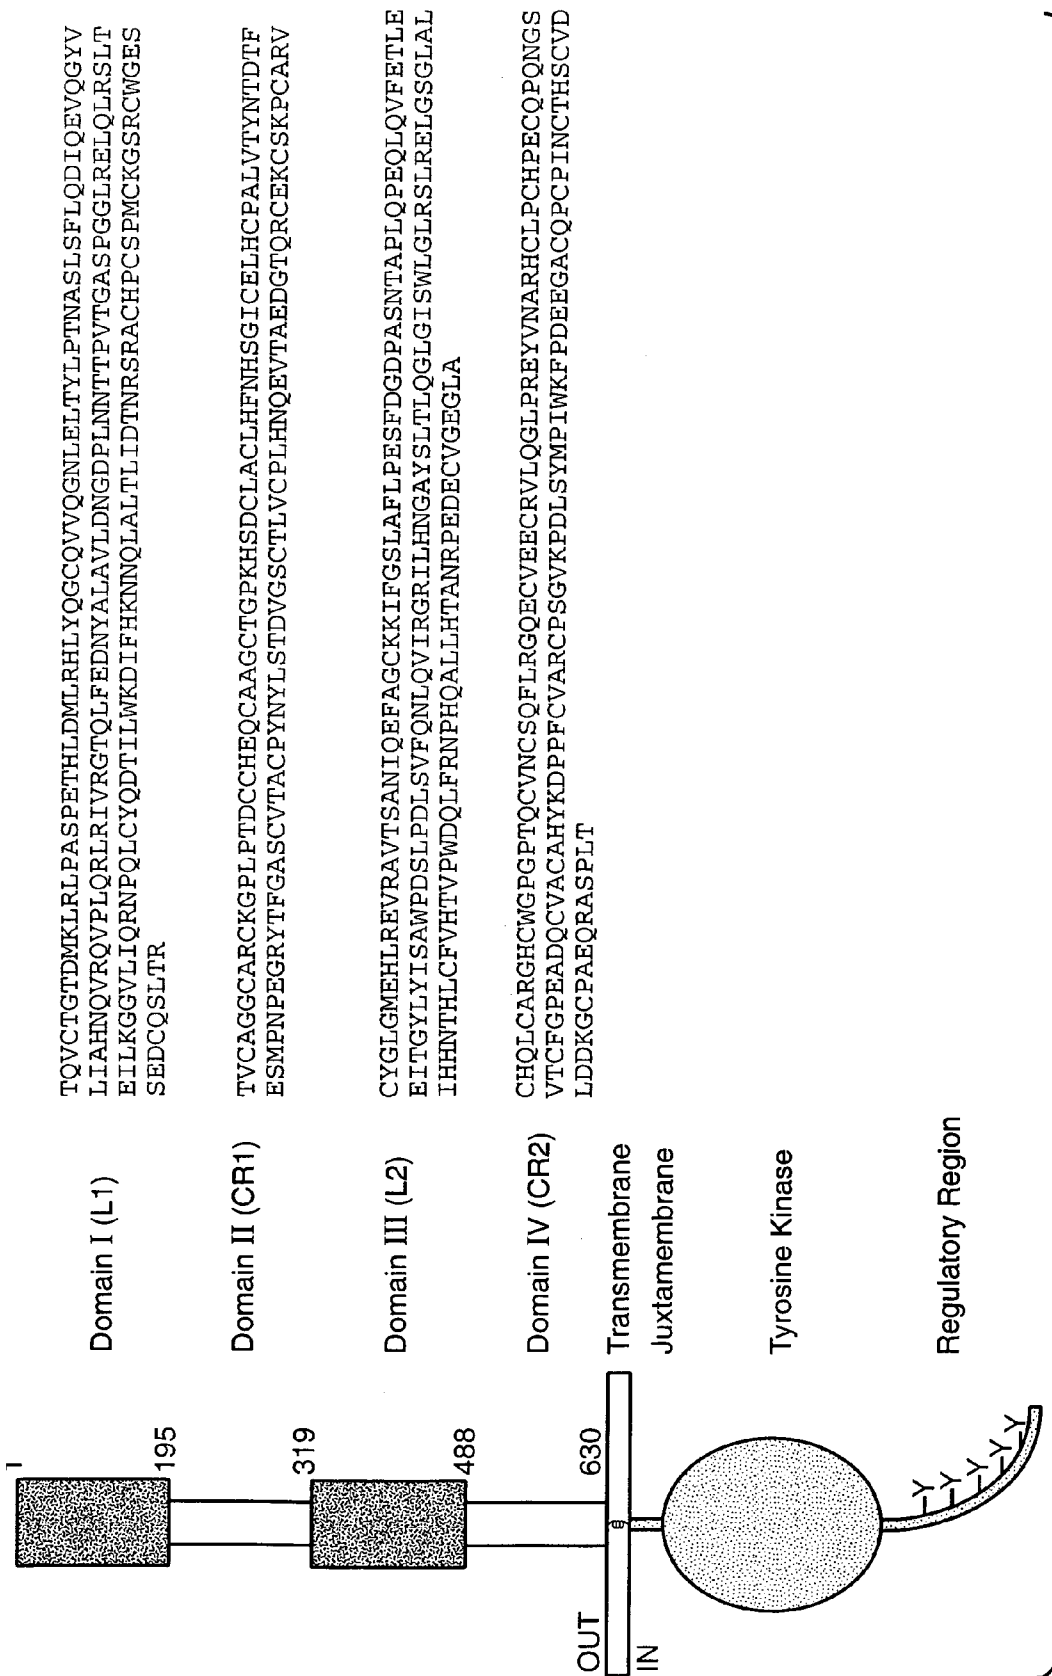 1
195
319
488
630
OUT
IN
Y
Y
Y
Y
Y
Domain I (L1)
TQVCTGTDMKLRLPASPETHLDMLRHLYQGCQVVQGNLELTYLPTNASLSFLQDIQEVQGYV
LIAHNQVRQVPLQRLRIVRGTQLFEDNYALAVLDNGDPLNNTTPVTGASPGGLRELQLRSLT
EILKGGVLIQRNPQLCYQDTILWKDIFHKNNQLALTLIDTNRSRACHPCSPMCKGSRCWGES
SEDCQSLTR
Domain II (CR1)
TVCAGGCARCKGPLPTDCCHEQCAAGCTGPKHSDCLACLHFNHSGICELHCPALVTYNTDTF
ESMPNPEGRYTFGASCVTACPYNYLSTDVGSCTLVCPLHNQEVTAEDGTQRCEKCSKPCARV
Domain III (L2)
CYGLGMEHLREVRAVTSANIQEFAGCKKIFGSLAFLPESFDGDPASNTAPLQPEQLQVFETLE
EITGYLYISAWPDSLPDLSVFQNLQVIRGRILHNGAYSLTLQGLGISWLGLRSLRELGSGLAL
IHHNTHLCFVHTVPWDQLFRNPHQALLHTANRPEDECVGEGLA
Domain IV (CR2)
CHQLCARGHCWGPGPTQCVNCSQFLRGQECVEECRVLQGLPREYVNARHCLPCHPECQPQNGS
VTCFGPEADQCVACAHYKDPPFCVARCPSGVKPDLSYMPIWKFPDEEGACQPCPINCTHSCVD
LDDKGCPAEQRASPLT
Transmembrane
Juxtamembrane
Tyrosine Kinase
Regulatory Region